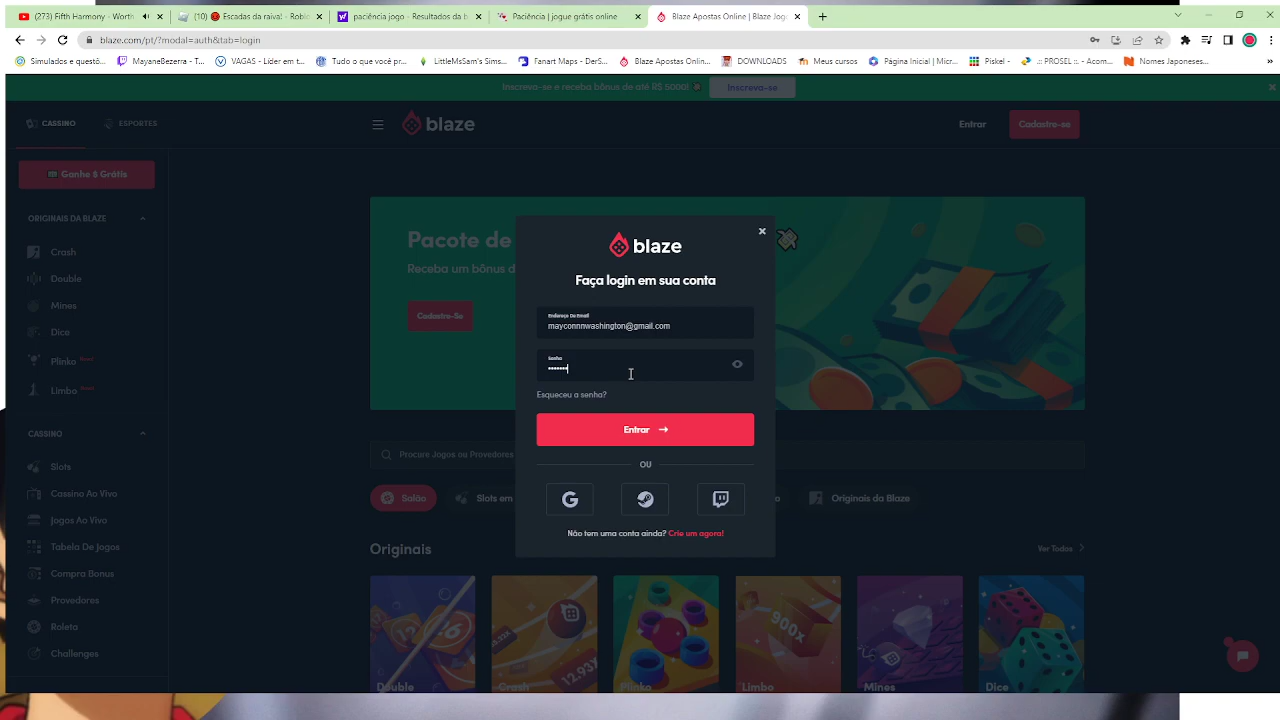 (273) Fifth Harmony - Worth
(10) Escadas da raiva! - Roblo
paciência jogo - Resultados da b
Paciência | jogue grátis online
Blaze Apostas Online | Blaze Jog
blaze.com/pt/?modal=auth&tab=login
Simulados e questõ...
MayaneBezerra - T...
VAGAS - Líder em t...
Tudo o que você pr...
LittleMsSam's Sims...
Fanart Maps - DerS...
Blaze Apostas Onlin...
DOWNLOADS
Meus cursos
Página Inicial | Micr...
Piskel - ...
.:: PROSEL ::. - Acom...
Nomes Japoneses...
Inscreva-se e receba bônus de até R$ 5000!
Inscreva-se
CASSINO
ESPORTES
blaze
Entrar
Cadastre-se
Ganhe $ Grátis
ORIGINAIS DA BLAZE
Crash
Double
Mines
Dice
Plinko
Limbo
CASSINO
Slots
Cassino Ao Vivo
Jogos Ao Vivo
Tabela De Jogos
Compra Bonus
Provedores
Roleta
Challenges
Pacote de
Receba um bônus d
Cadastre-Se
blaze
Faça login em sua conta
Endereço Do Email
mayconnnwashington@gmail.com
Senha
•••••••
Esqueceu a senha?
Entrar
OU
Não tem uma conta ainda? Crie um agora!
Procure Jogos ou Provedores
Salão
Slots em
Originais da Blaze
Originais
Ver Todos
12.93X
900x
Double
Crash
Plinko
Limbo
Mines
Dice